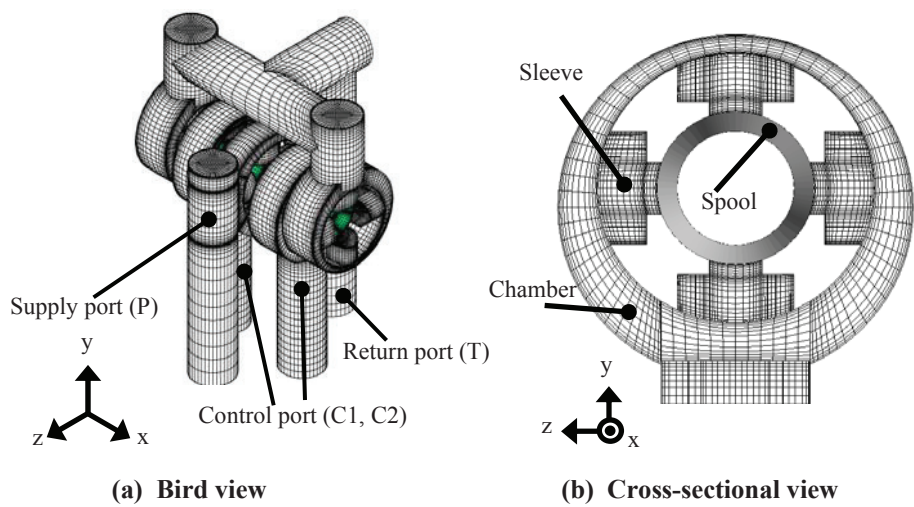 Supply port (P)
Return port (T)
Control port (C1, C2)
y
z
x
(a) Bird view
Sleeve
Spool
Chamber
y
z
x
(b) Cross-sectional view